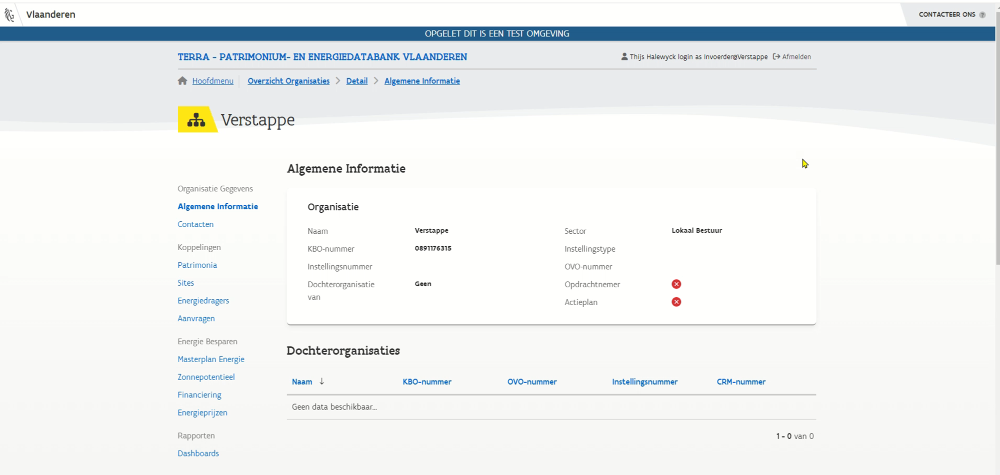 Vlaanderen
CONTACTEER ONS ?
OPGELET DIT IS EEN TEST OMGEVING
TERRA - PATRIMONIUM- EN ENERGIEDATABANK VLAANDEREN
Thijs Halewyck login as Invoerder@Verstappe Afmelden
Hoofdmenu Overzicht Organisaties Detail Algemene Informatie
Verstappe
Algemene Informatie
Organisatie Gegevens
Algemene Informatie
Contacten
Koppelingen
Patrimonia
Sites
Energiedragers
Aanvragen
Energie Besparen
Masterplan Energie
Zonnepotentieel
Financiering
Energieprijzen
Rapporten
Dashboards
Organisatie
Naam Verstappe Sector Lokaal Bestuur
KBO-nummer 0891176315 Instellingstype
Instellingsnummer OVO-nummer
Dochterorganisatie van Geen Opdrachtnemer
Actieplan
Dochterorganisaties
Naam ↓ KBO-nummer OVO-nummer Instellingsnummer CRM-nummer
Geen data beschikbaar...
1 - 0 van 0